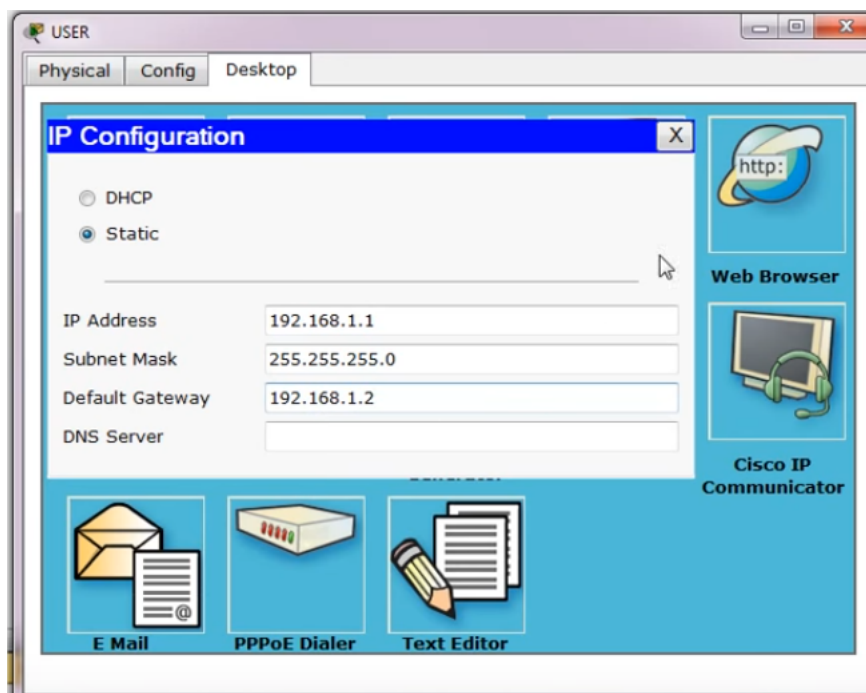 USER
Physical Config Desktop
IP Configuration X
DHCP
Static
http:
Web Browser
IP Address 192.168.1.1
Subnet Mask 255.255.255.0
Default Gateway 192.168.1.2
DNS Server
Cisco IP
Communicator
@
E Mail PPPoE Dialer Text Editor